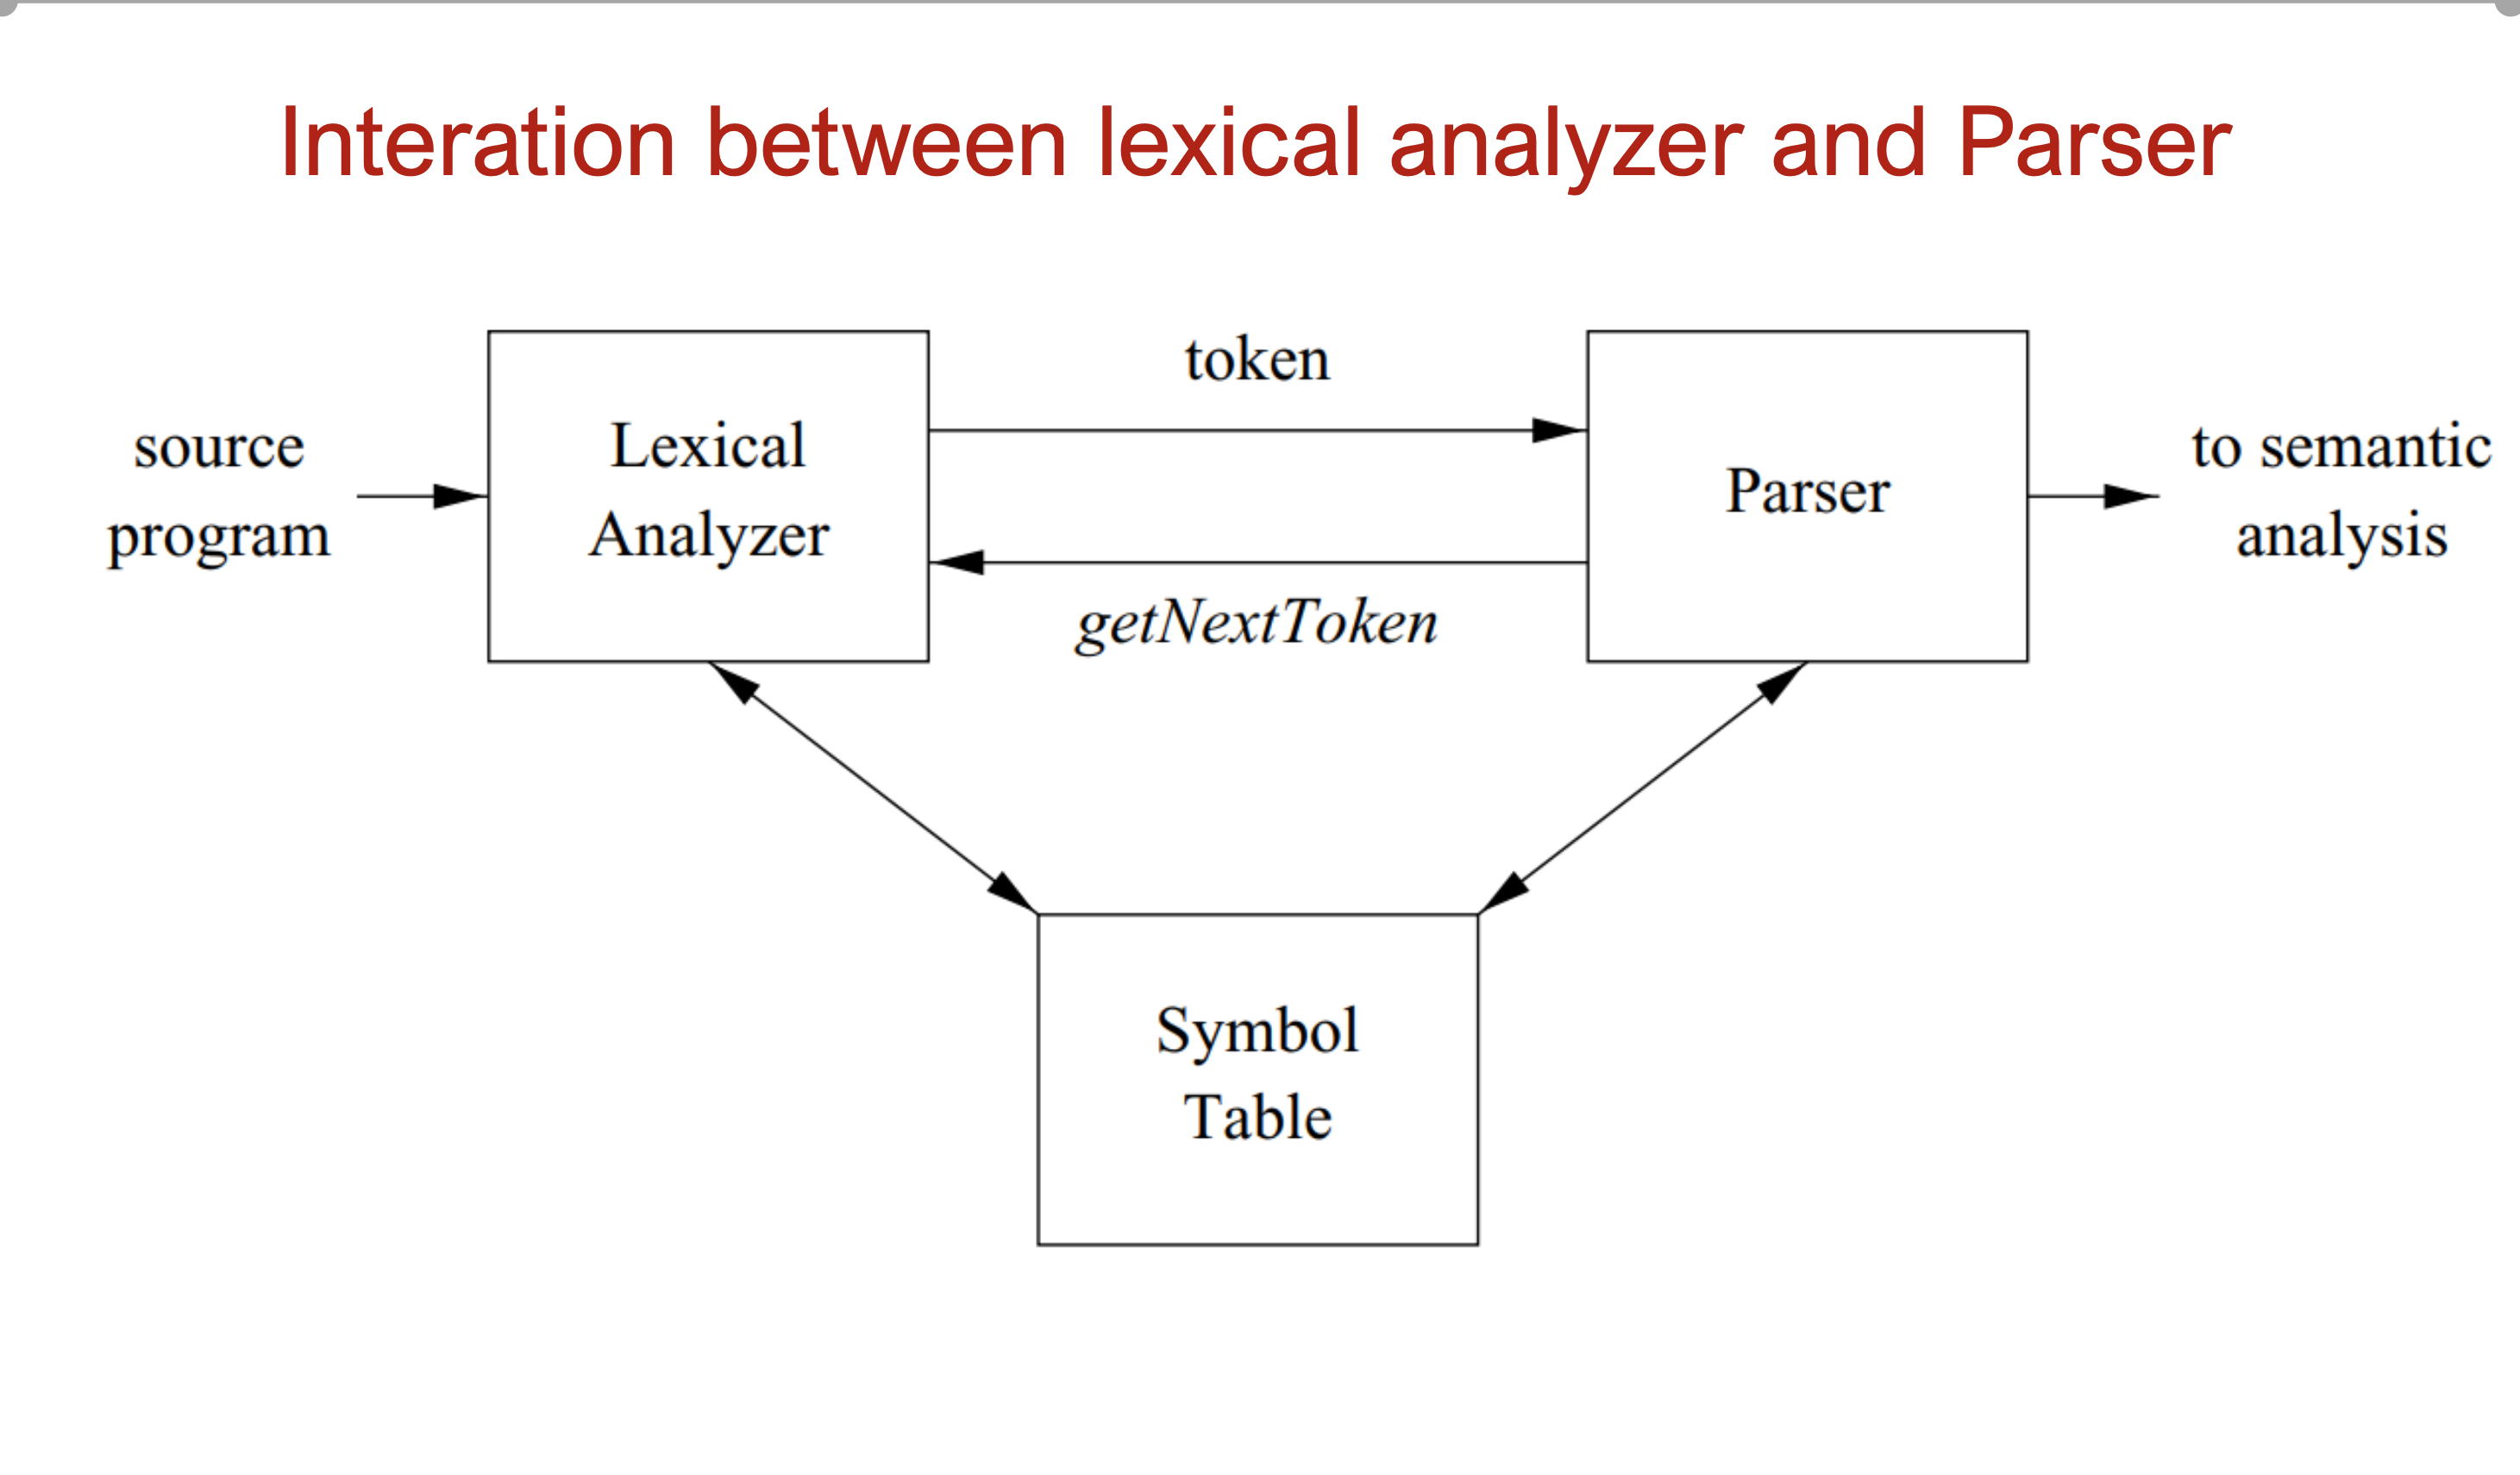 Interation between lexical analyzer and Parser
token
source
program
Lexical
Analyzer
Parser
to semantic
analysis
getNextToken
Symbol
Table